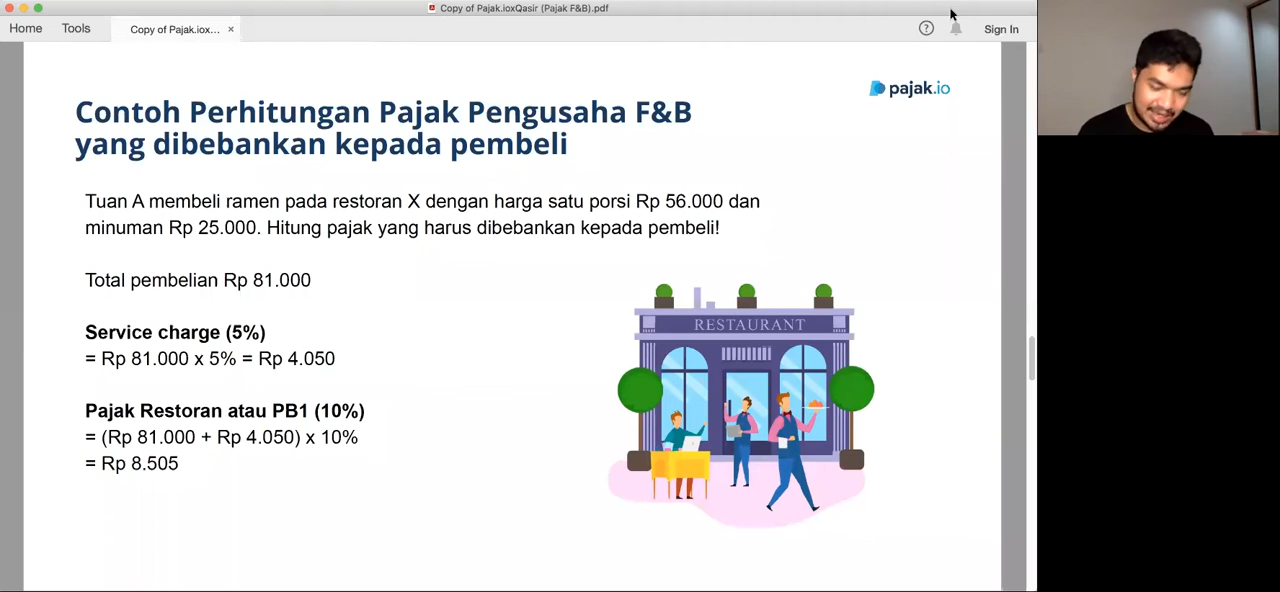 Copy of Pajak.ioxQasir (Pajak F&B).pdf
Home Tools Copy of Pajak.iox... × ? Sign In
pajak.io
Contoh Perhitungan Pajak Pengusaha F&B
yang dibebankan kepada pembeli
Tuan A membeli ramen pada restoran X dengan harga satu porsi Rp 56.000 dan
minuman Rp 25.000. Hitung pajak yang harus dibebankan kepada pembeli!
Total pembelian Rp 81.000
Service charge (5%)
= Rp 81.000 x 5% = Rp 4.050
Pajak Restoran atau PB1 (10%)
= (Rp 81.000 + Rp 4.050) x 10%
= Rp 8.505
RESTAURANT